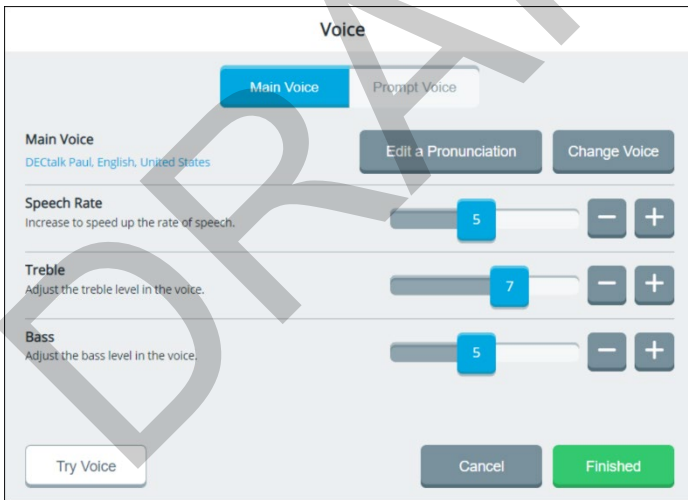 Voice
Main Voice
Prompt Voice
Main Voice
DECtalk Paul, English, United States
Edit a Pronunciation
Change Voice
Speech Rate
Increase to speed up the rate of speech.
5
− +
Treble
Adjust the treble level in the voice.
7
− +
Bass
Adjust the bass level in the voice.
5
− +
Try Voice
Cancel
Finished
DRA